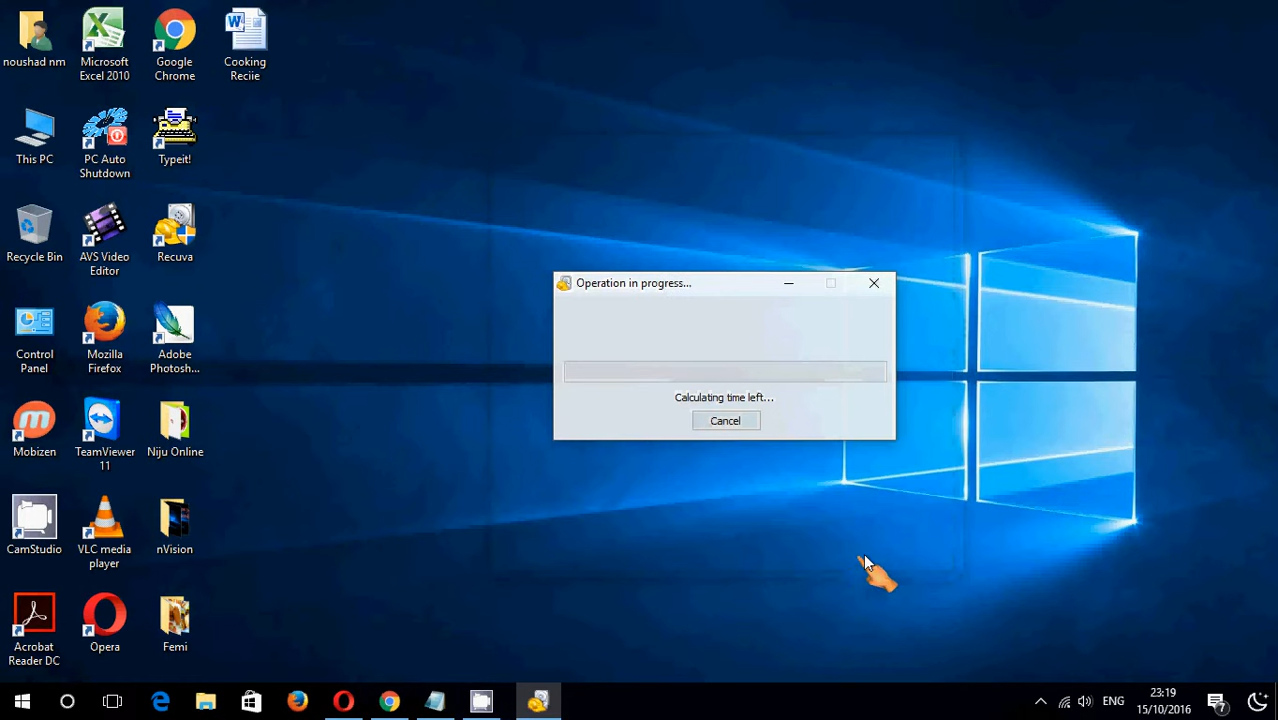 noushad nm
Microsoft
Excel 2010
Google
Chrome
Cooking
Reciie
This PC
PC Auto
Shutdown
Typeit!
Recycle Bin
AVS Video
Editor
Recuva
Control
Panel
Mozilla
Firefox
Adobe
Photosh...
Mobizen
TeamViewer
11
Niju Online
CamStudio
VLC media
player
nVision
Acrobat
Reader DC
Opera
Femi
Operation in progress...
Calculating time left...
Cancel
ENG
23:19
15/10/2016
7